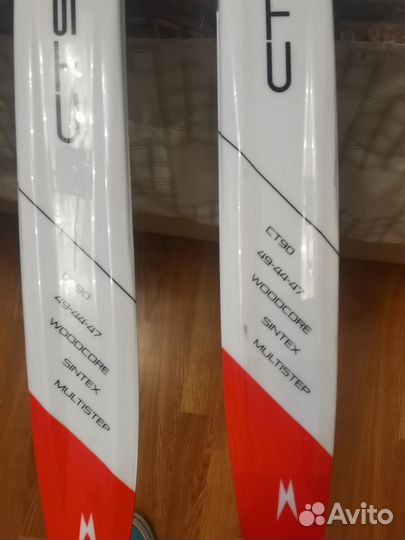 CT90
49-44-47
WOODCORE
SINTEX
MULTISTEP
CT90
49-44-47
WOODCORE
SINTEX
MULTISTEP
Avito